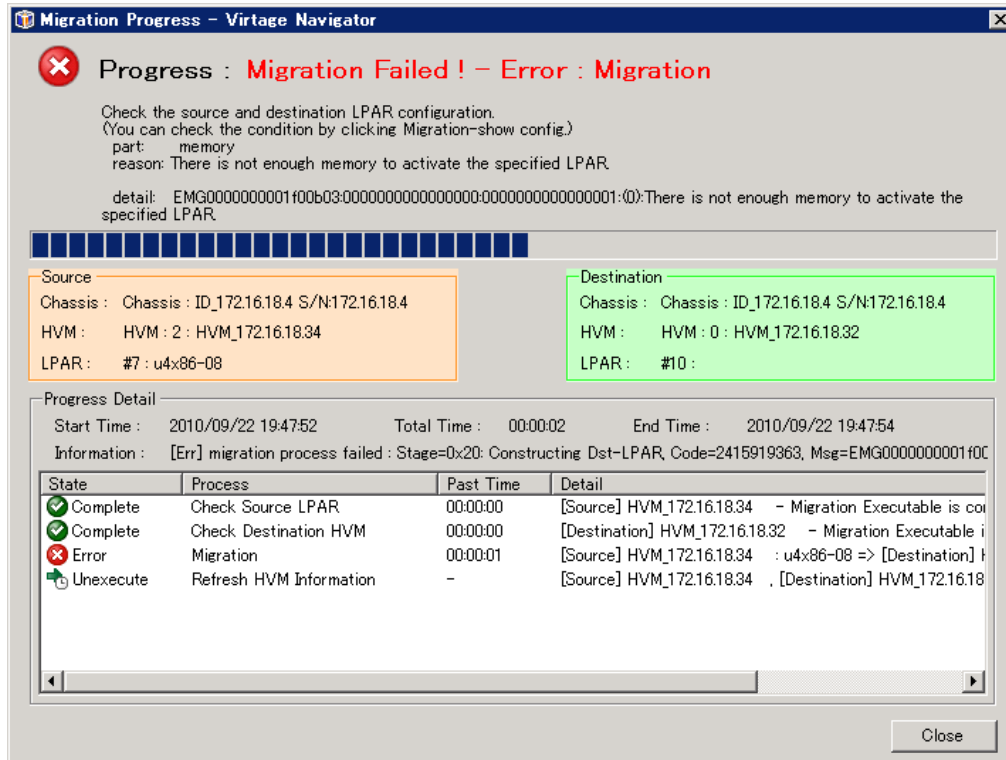 Migration Progress - Virtage Navigator
Progress : Migration Failed ! - Error : Migration
Check the source and destination LPAR configuration.
(You can check the condition by clicking Migration-show config.)
part: memory
reason: There is not enough memory to activate the specified LPAR.
detail: EMG0000000001f00b03:0000000000000000:0000000000000001:(0):There is not enough memory to activate the
specified LPAR.
Source
Chassis : Chassis : ID_172.16.18.4 S/N:172.16.18.4
HVM : HVM : 2 : HVM_172.16.18.34
LPAR : #7 : u4x86-08
Destination
Chassis : Chassis : ID_172.16.18.4 S/N:172.16.18.4
HVM : HVM : 0 : HVM_172.16.18.32
LPAR : #10 :
Progress Detail
Start Time : 2010/09/22 19:47:52 Total Time : 00:00:02 End Time : 2010/09/22 19:47:54
Information : [Err] migration process failed : Stage=0x20: Constructing Dst-LPAR, Code=2415919363, Msg=EMG0000000001f00
State Process Past Time Detail
Complete Check Source LPAR 00:00:00 [Source] HVM_172.16.18.34 - Migration Executable is co
Complete Check Destination HVM 00:00:00 [Destination] HVM_172.16.18.32 - Migration Executable i
Error Migration 00:00:01 [Source] HVM_172.16.18.34 : u4x86-08 => [Destination] H
Unexecute Refresh HVM Information - [Source] HVM_172.16.18.34 , [Destination] HVM_172.16.18
Close